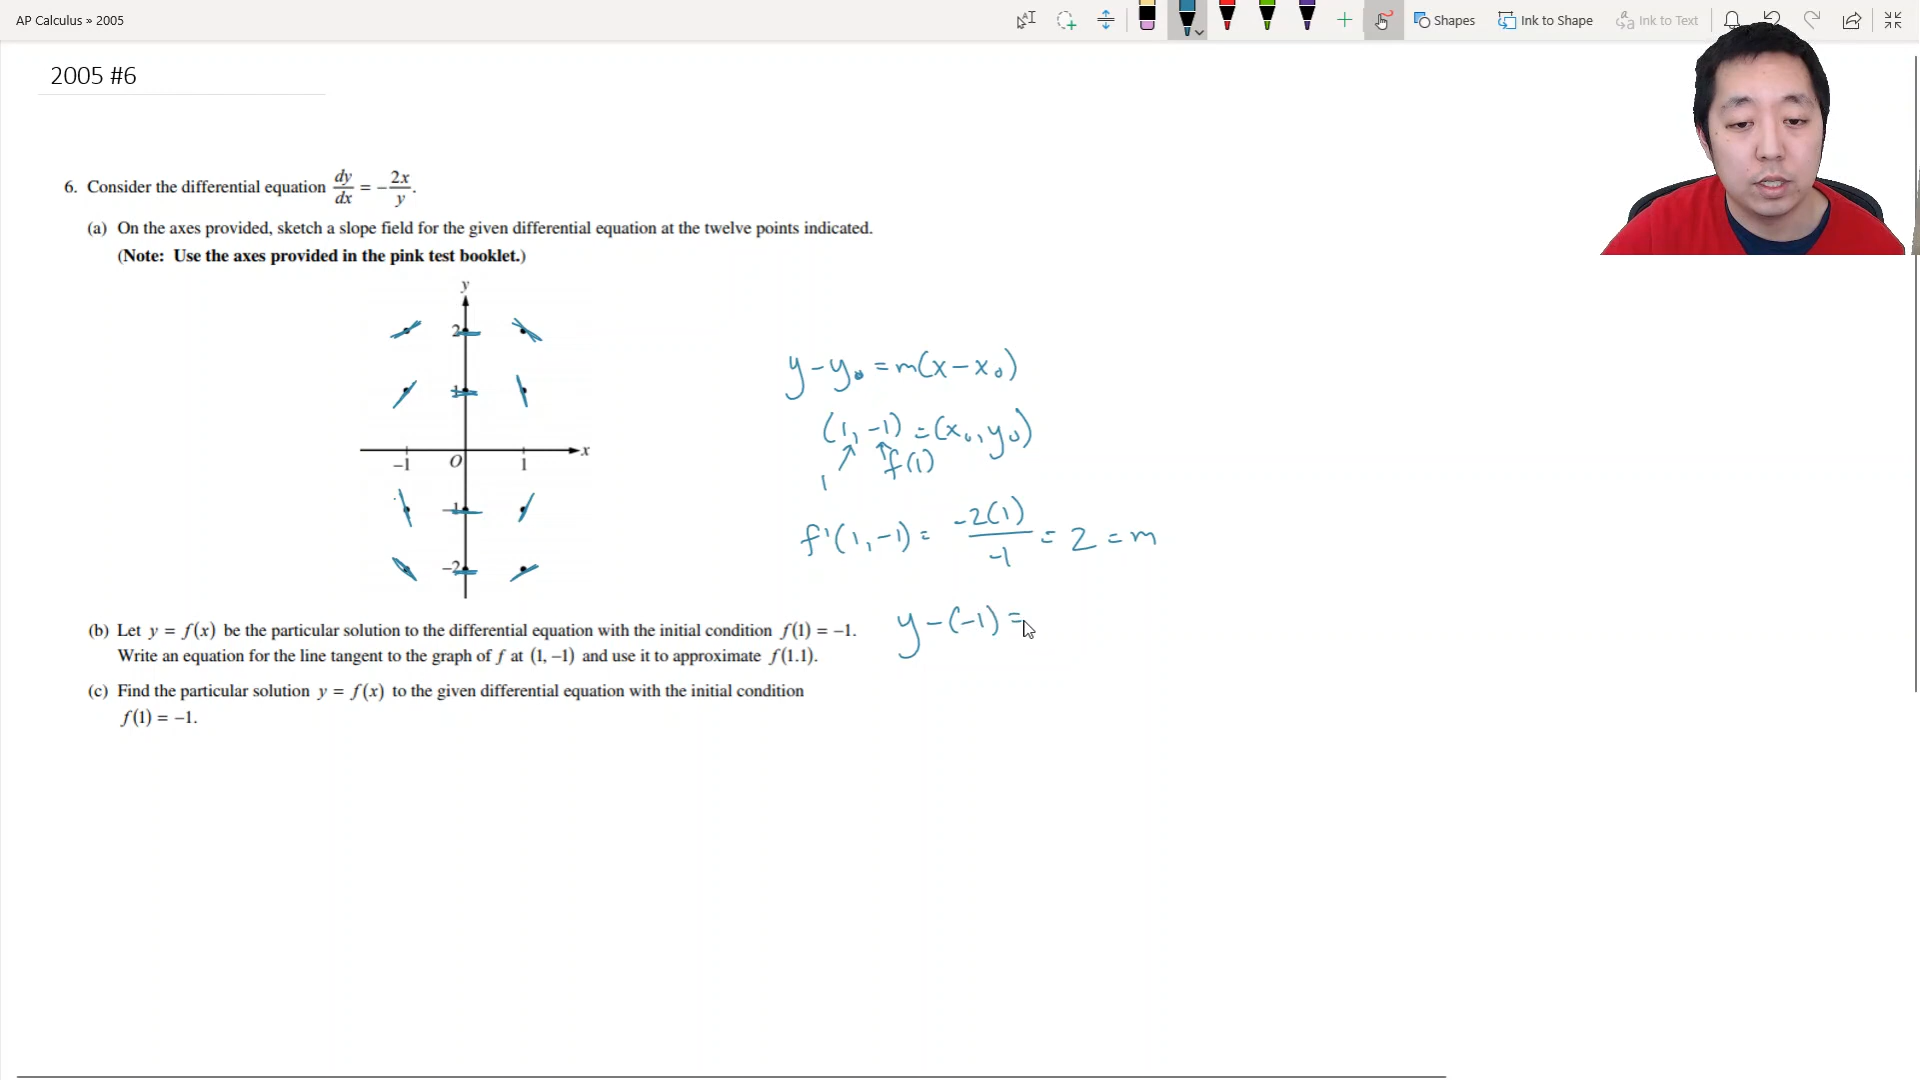 AP Calculus » 2005
Shapes
Ink to Shape
Ink to Text
2005 #6
6. Consider the differential equation dy/dx = −2x/y.
(a) On the axes provided, sketch a slope field for the given differential equation at the twelve points indicated.
(Note: Use the axes provided in the pink test booklet.)
y
2
1
−1 O 1 x
−1
−2
y−y₀=m(x−x₀)
(1,−1)=(x₀,y₀)
1 f(1)
f'(1,−1)= −2(1)/−1 = 2 = m
y−(−1)=
(b) Let y = f(x) be the particular solution to the differential equation with the initial condition f(1) = −1.
Write an equation for the line tangent to the graph of f at (1, −1) and use it to approximate f(1.1).
(c) Find the particular solution y = f(x) to the given differential equation with the initial condition
f(1) = −1.